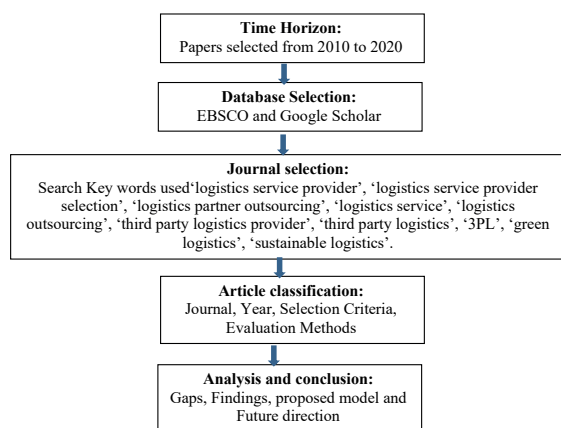 Time Horizon:
Papers selected from 2010 to 2020
Database Selection:
EBSCO and Google Scholar
Journal selection:
Search Key words used‘logistics service provider’, ‘logistics service provider
selection’, ‘logistics partner outsourcing’, ‘logistics service’, ‘logistics
outsourcing’, ‘third party logistics provider’, ‘third party logistics’, ‘3PL’, ‘green
logistics’, ‘sustainable logistics’.
Article classification:
Journal, Year, Selection Criteria,
Evaluation Methods
Analysis and conclusion:
Gaps, Findings, proposed model and
Future direction